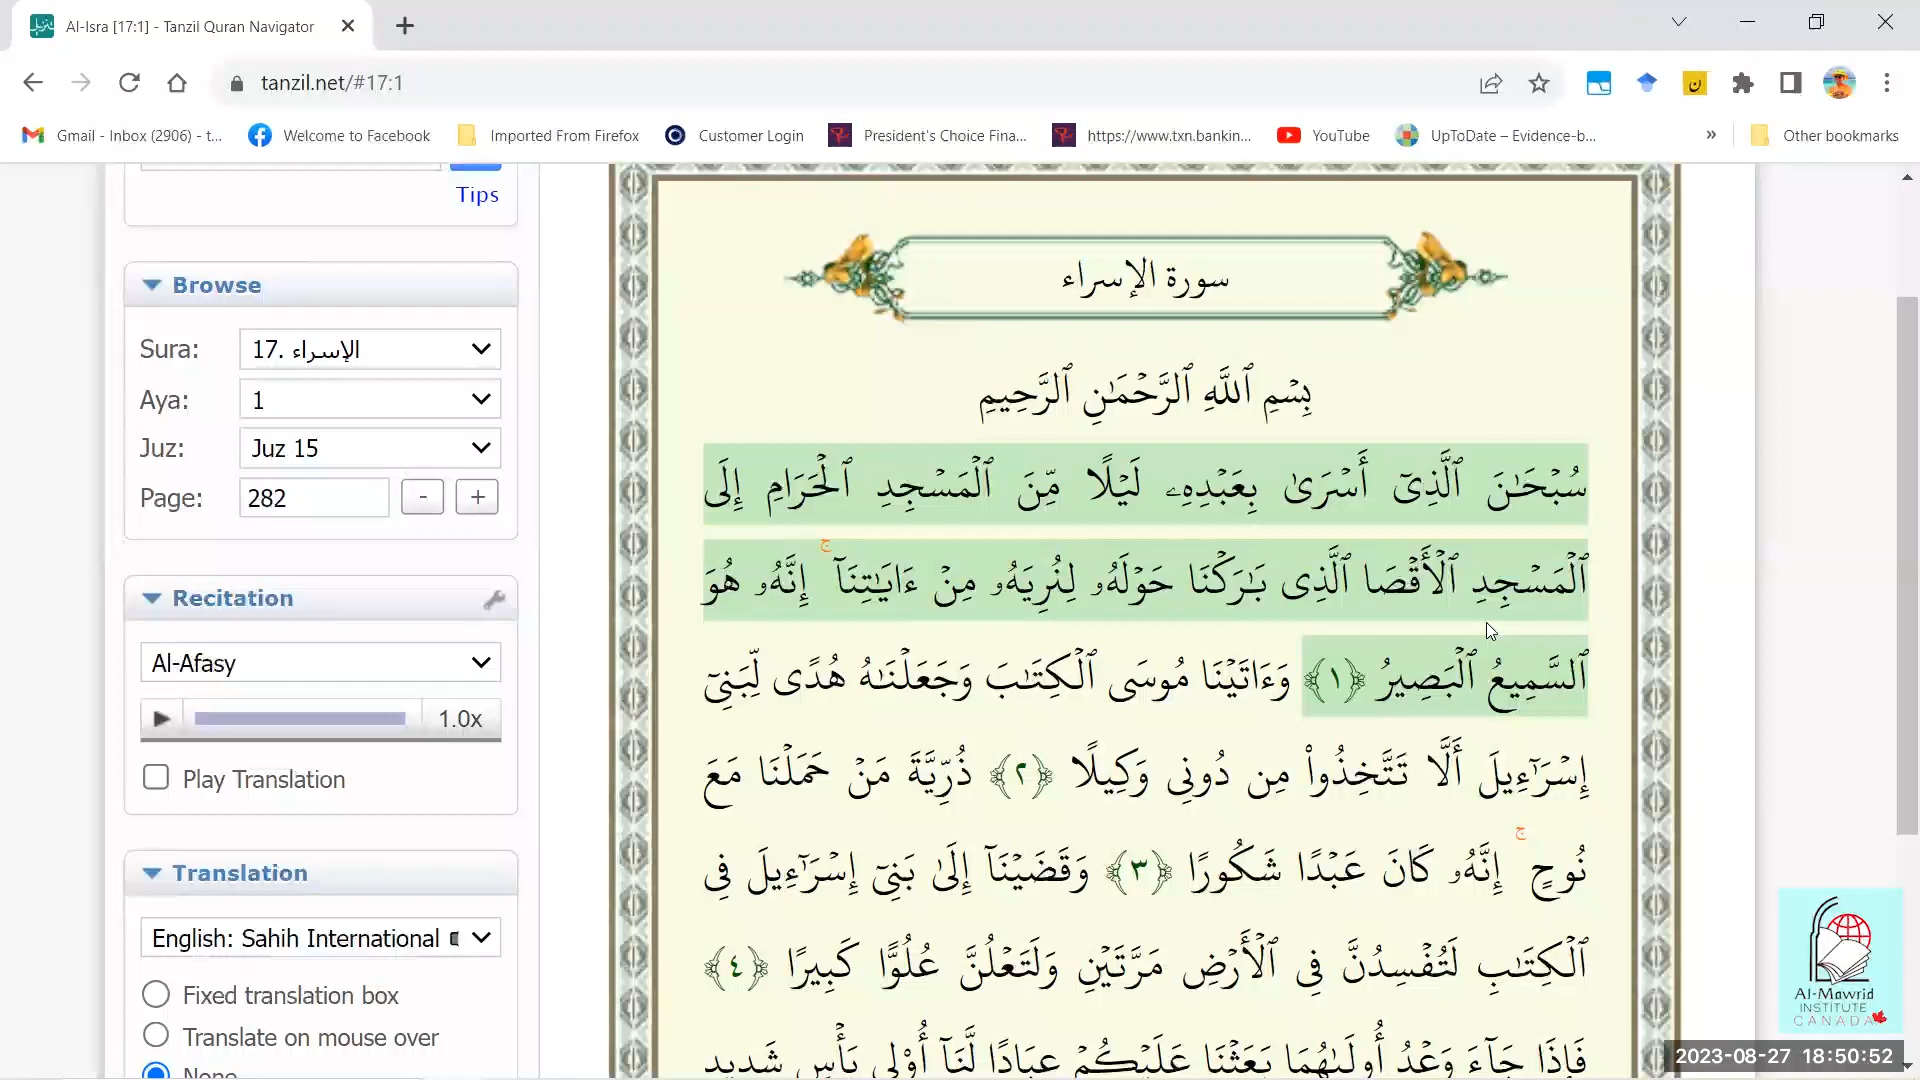 Al-Isra [17:1] - Tanzil Quran Navigator
tanzil.net/#17:1
Gmail - Inbox (2906) - t...
Welcome to Facebook
Imported From Firefox
Customer Login
President's Choice Fina...
https://www.txn.bankin...
YouTube
UpToDate – Evidence-b...
»
Other bookmarks
Tips
Browse
Sura: 17. الإسراء
Aya: 1
Juz: Juz 15
Page: 282 - +
Recitation
Al-Afasy
1.0x
Play Translation
Translation
English: Sahih International
Fixed translation box
Translate on mouse over
None
سورة الإسراء
بِسْمِ ٱللَّهِ ٱلرَّحْمَـٰنِ ٱلرَّحِيمِ
سُبْحَـٰنَ ٱلَّذِىٓ أَسْرَىٰ بِعَبْدِهِۦ لَيْلًا مِّنَ ٱلْمَسْجِدِ ٱلْحَرَامِ إِلَى
ٱلْمَسْجِدِ ٱلْأَقْصَا ٱلَّذِى بَـٰرَكْنَا حَوْلَهُۥ لِنُرِيَهُۥ مِنْ ءَايَـٰتِنَآ ۚ إِنَّهُۥ هُوَ
ٱلسَّمِيعُ ٱلْبَصِيرُ ﴿١﴾ وَءَاتَيْنَا مُوسَى ٱلْكِتَـٰبَ وَجَعَلْنَـٰهُ هُدًى لِّبَنِىٓ
إِسْرَٰٓءِيلَ أَلَّا تَتَّخِذُوا۟ مِن دُونِى وَكِيلًا ﴿٢﴾ ذُرِّيَّةَ مَنْ حَمَلْنَا مَعَ
نُوحٍ ۚ إِنَّهُۥ كَانَ عَبْدًا شَكُورًا ﴿٣﴾ وَقَضَيْنَآ إِلَىٰ بَنِىٓ إِسْرَٰٓءِيلَ فِى
ٱلْكِتَـٰبِ لَتُفْسِدُنَّ فِى ٱلْأَرْضِ مَرَّتَيْنِ وَلَتَعْلُنَّ عُلُوًّا كَبِيرًا ﴿٤﴾
فَإِذَا جَآءَ وَعْدُ أُولَىٰهُمَا بَعَثْنَا عَلَيْكُمْ عِبَادًا لَّنَآ أُو۟لِى بَأْسٍ شَدِيدٍ
Al-Mawrid
INSTITUTE
CANADA
2023-08-27 18:50:52